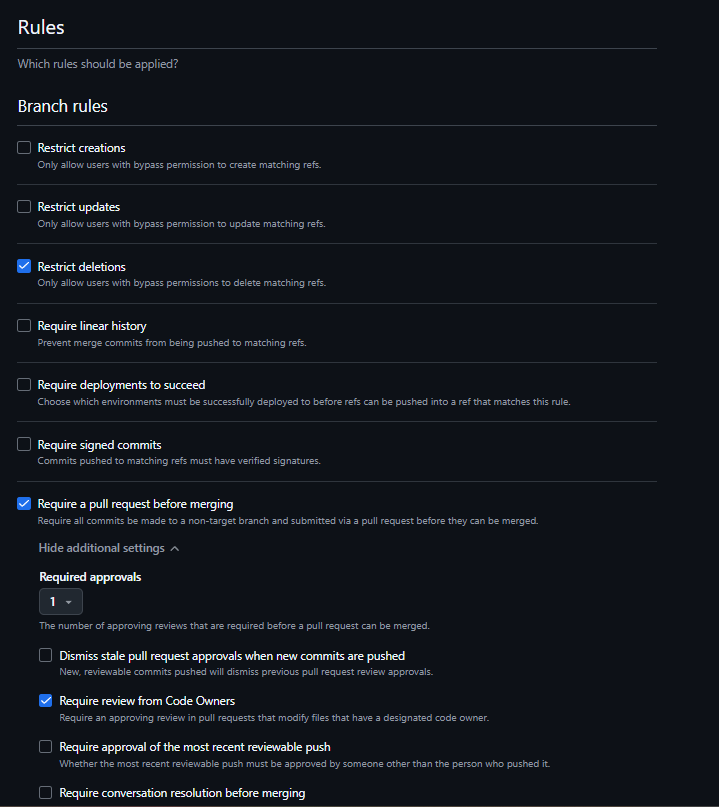 Rules
Which rules should be applied?
Branch rules
Restrict creations
Only allow users with bypass permission to create matching refs.
Restrict updates
Only allow users with bypass permission to update matching refs.
Restrict deletions
Only allow users with bypass permissions to delete matching refs.
Require linear history
Prevent merge commits from being pushed to matching refs.
Require deployments to succeed
Choose which environments must be successfully deployed to before refs can be pushed into a ref that matches this rule.
Require signed commits
Commits pushed to matching refs must have verified signatures.
Require a pull request before merging
Require all commits be made to a non-target branch and submitted via a pull request before they can be merged.
Hide additional settings
Required approvals
1
The number of approving reviews that are required before a pull request can be merged.
Dismiss stale pull request approvals when new commits are pushed
New, reviewable commits pushed will dismiss previous pull request review approvals.
Require review from Code Owners
Require an approving review in pull requests that modify files that have a designated code owner.
Require approval of the most recent reviewable push
Whether the most recent reviewable push must be approved by someone other than the person who pushed it.
Require conversation resolution before merging